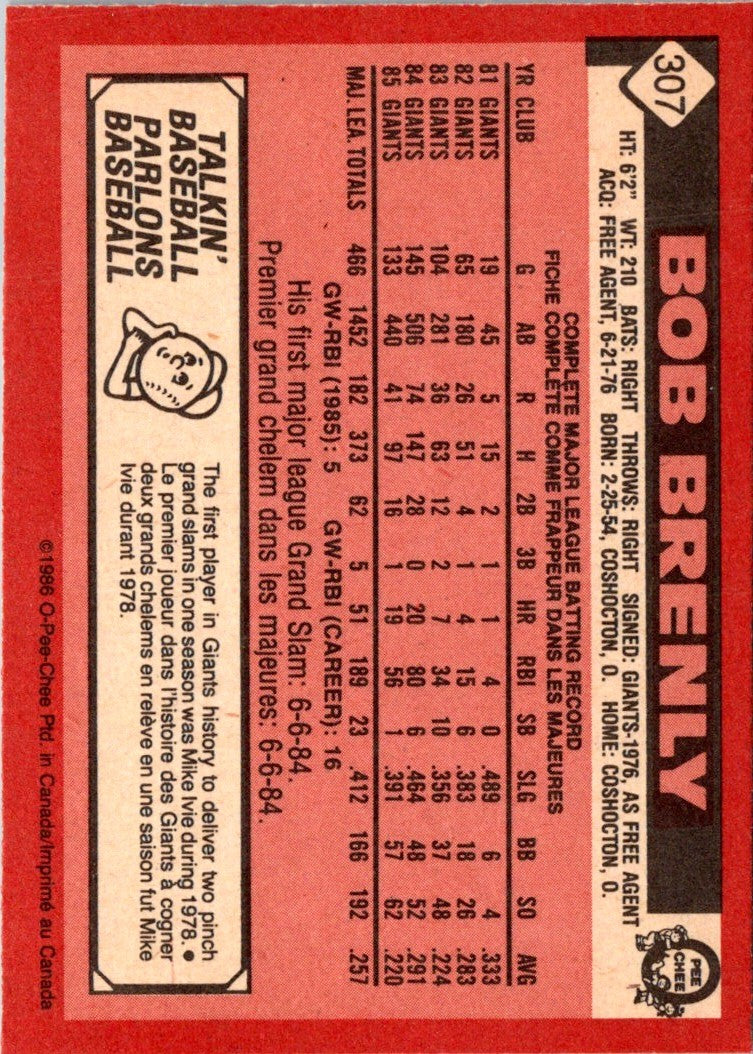 307
BOB BRENLY
O
PEE
CHEE
HT: 6'2" WT: 210 BATS: RIGHT THROWS: RIGHT SIGNED: GIANTS-1976, AS FREE AGENT
ACQ: FREE AGENT, 6-21-76 BORN: 2-25-54, COSHOCTON, O. HOME: COSHOCTON, O.
COMPLETE MAJOR LEAGUE BATTING RECORD
FICHE COMPLÈTE COMME FRAPPEUR DANS LES MAJEURES
YR CLUB G AB R H 2B 3B HR RBI SB SLG BB SO AVG
81 GIANTS 19 45 5 15 2 1 1 4 0 .489 6 4 .333
82 GIANTS 65 180 26 51 4 1 4 15 6 .383 18 26 .283
83 GIANTS 104 281 36 63 12 2 7 34 10 .356 37 48 .224
84 GIANTS 145 506 74 147 28 0 20 80 6 .464 48 52 .291
85 GIANTS 133 440 41 97 16 1 19 56 1 .391 57 62 .220
MAJ. LEA. TOTALS 466 1452 182 373 62 5 51 189 23 .412 166 192 .257
GW-RBI (1985): 5 GW-RBI (CAREER): 16
His first major league Grand Slam: 6-6-84.
Premier grand chelem dans les majeures: 6-6-84.
TALKIN'
BASEBALL
PARLONS
BASEBALL
The first player in Giants history to deliver two pinch
grand slams in one season was Mike Ivie during 1978. ●
Le premier joueur dans l'histoire des Giants à cogner
deux grands chelems en relève en une saison fut Mike
Ivie durant 1978.
©1986 O-Pee-Chee Ptd. in Canada/Imprimé au Canada